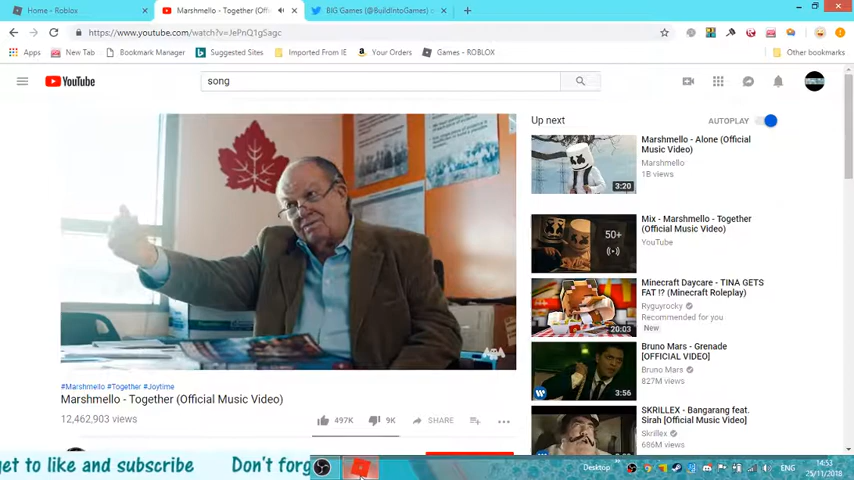 Home - Roblox
Marshmello - Together (Offi
BIG Games (@BuildIntoGames) o
https://www.youtube.com/watch?v=JePnQ1gSagc
Apps
New Tab
Bookmark Manager
Suggested Sites
Imported From IE
Your Orders
Games - ROBLOX
Other bookmarks
YouTube
song
Up next
AUTOPLAY
Marshmello - Alone (Official
Music Video)
Marshmello
1B views
3:20
Mix - Marshmello - Together
(Official Music Video)
YouTube
50+
Minecraft Daycare - TINA GETS
FAT !? (Minecraft Roleplay)
Ryguyrocky
Recommended for you
New
20:03
Bruno Mars - Grenade
[OFFICIAL VIDEO]
Bruno Mars
827M views
3:56
SKRILLEX - Bangarang feat.
Sirah [Official Music Video]
Skrillex
686M views
#Marshmello #Together #Joytime
Marshmello - Together (Official Music Video)
12,462,903 views
497K
9K
SHARE
get to like and subscribe
Don't forg
Desktop
ENG
14:53
25/11/2018